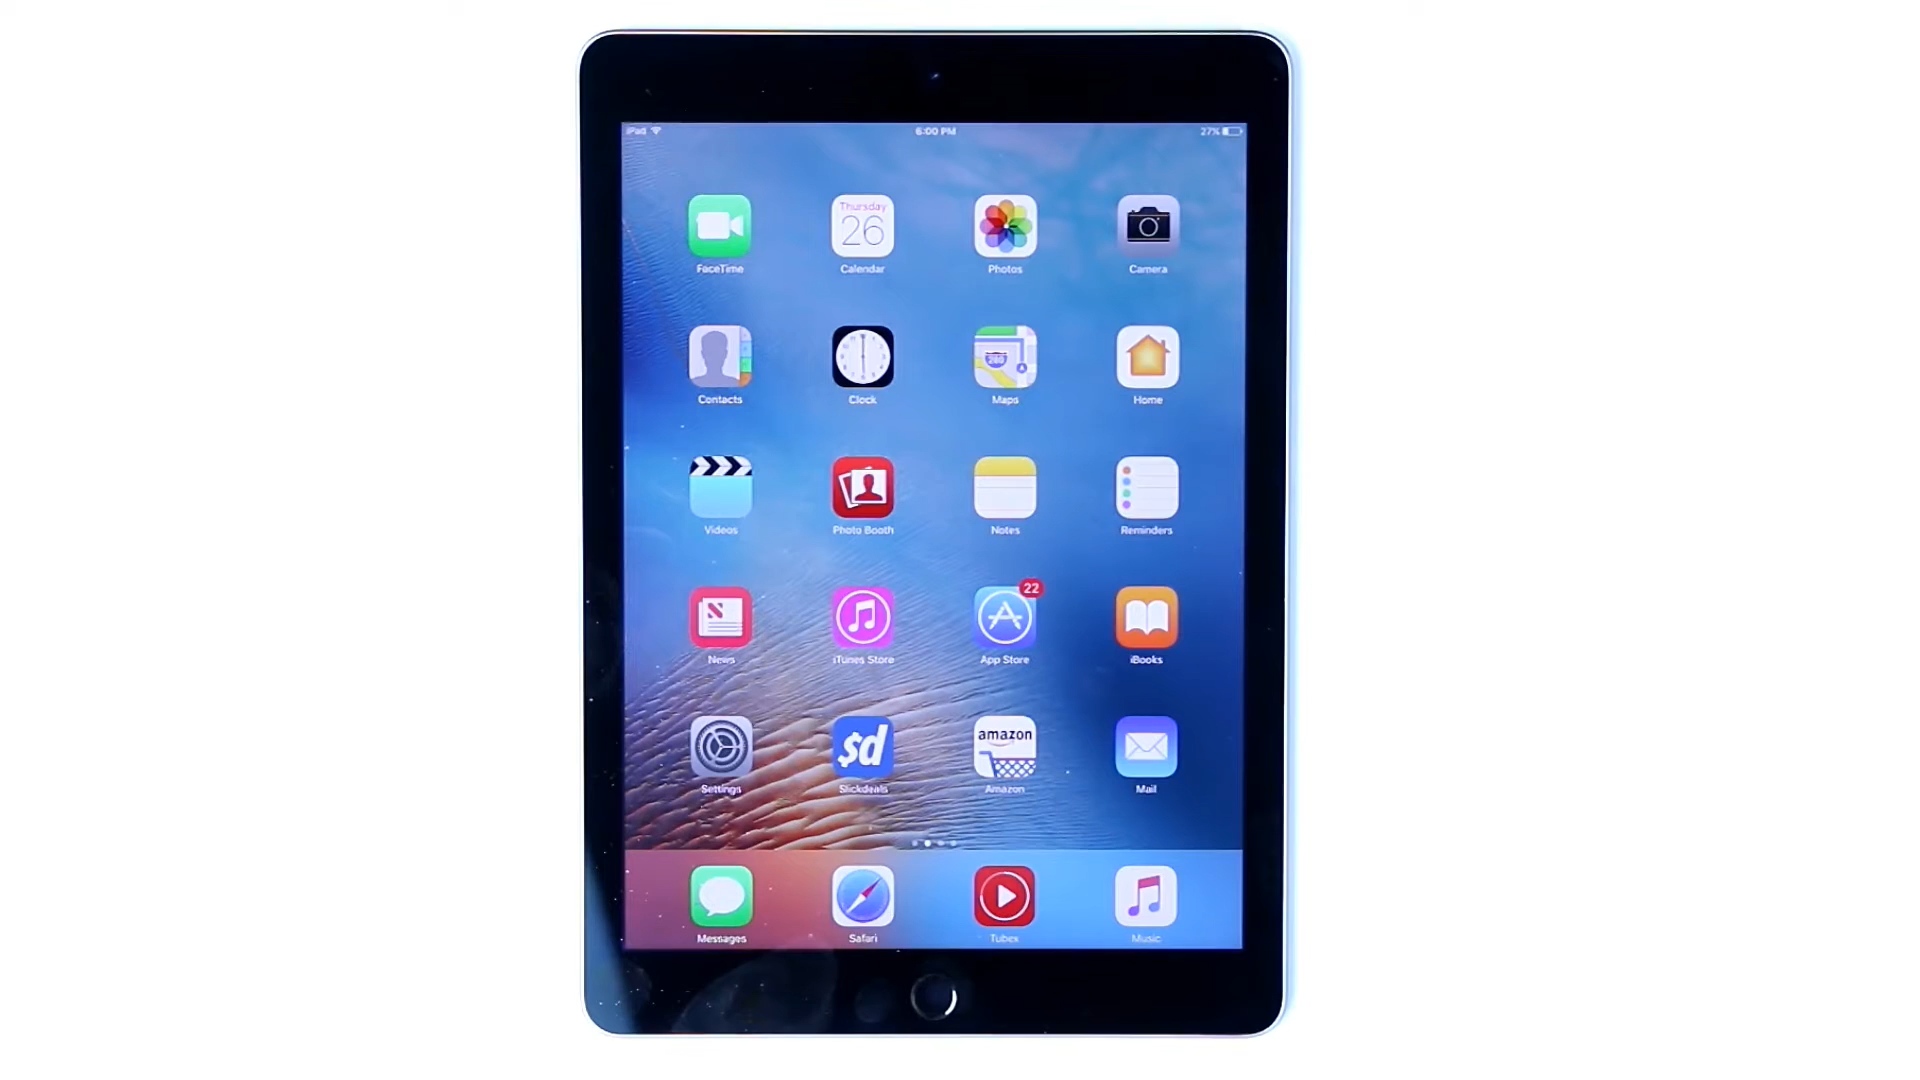 iPad 6:00 PM 27%
Thursday
26
FaceTime Calendar Photos Camera
280
Contacts Clock Maps Home
Videos Photo Booth Notes Reminders
22
News iTunes Store App Store iBooks
$d amazon
Settings Slickdeals Amazon Mail
Messages Safari Tubex Music